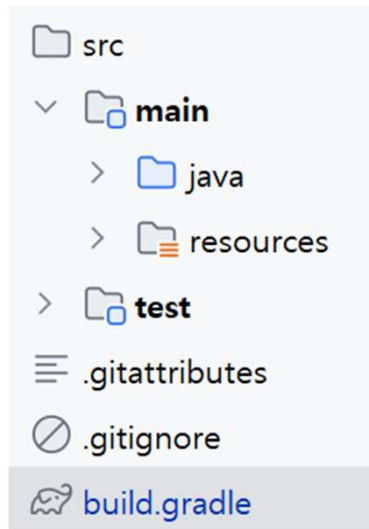 src
main
java
resources
test
.gitattributes
.gitignore
build.gradle